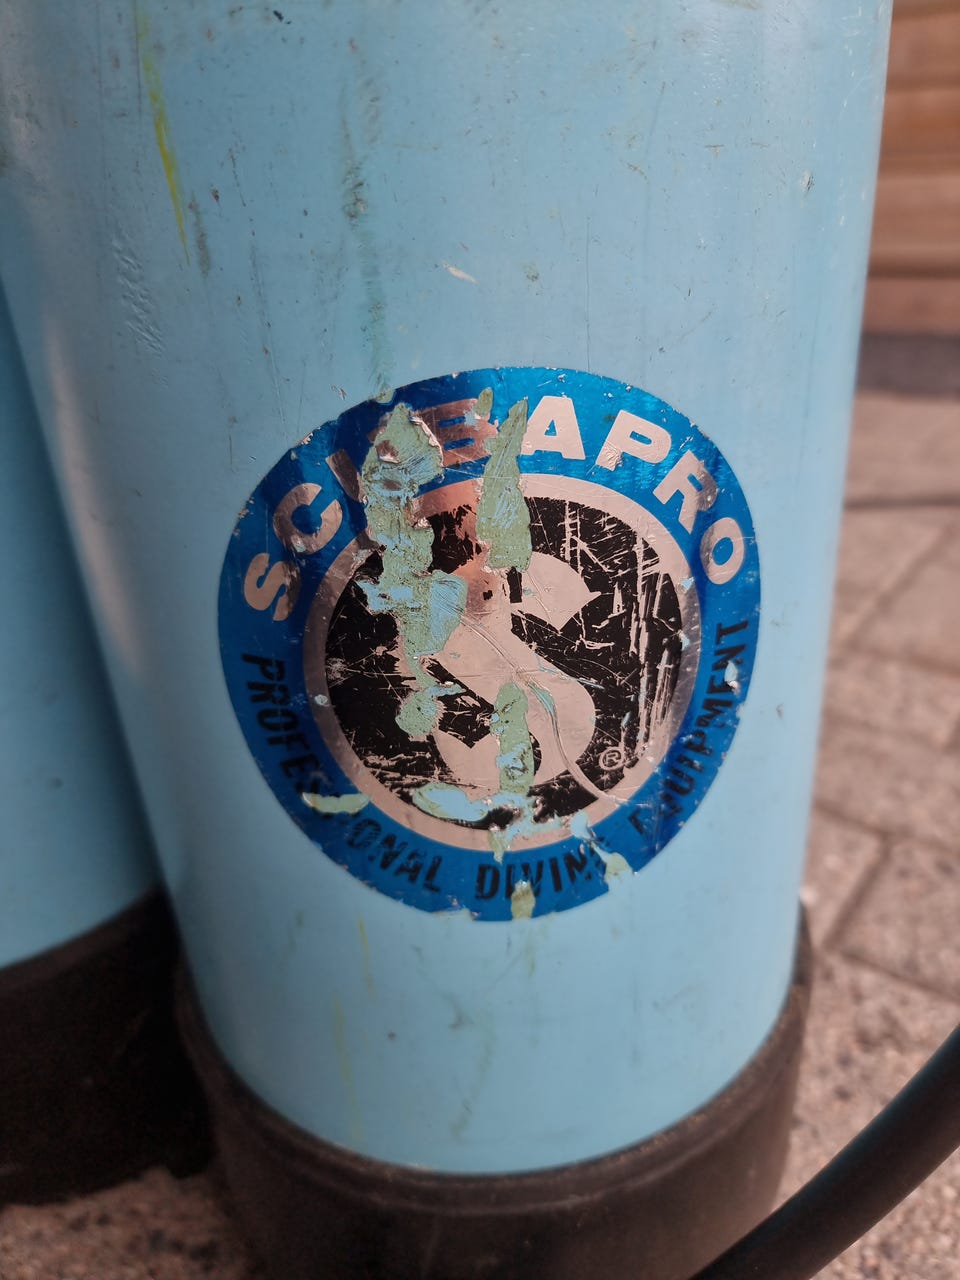 SCUBAPRO
S
®
PROFESSIONAL DIVING EQUIPMENT